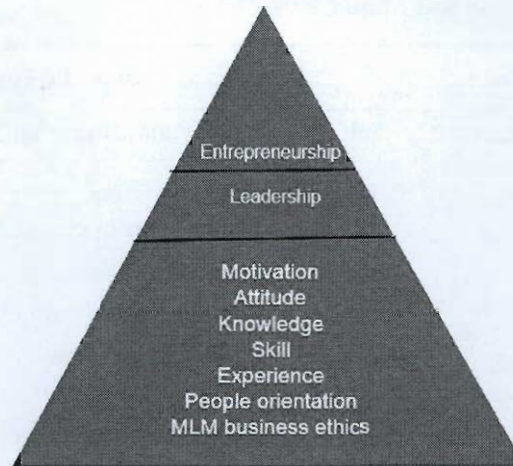 Entrepreneurship
Leadership
Motivation
Attitude
Knowledge
Skill
Experience
People orientation
MLM business ethics